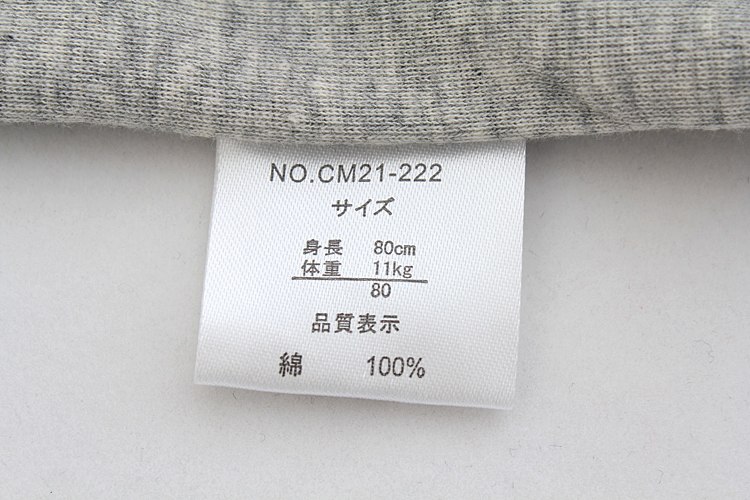 NO.CM21-222
サイズ
身長 80cm
体重 11kg
80
品質表示
綿 100%